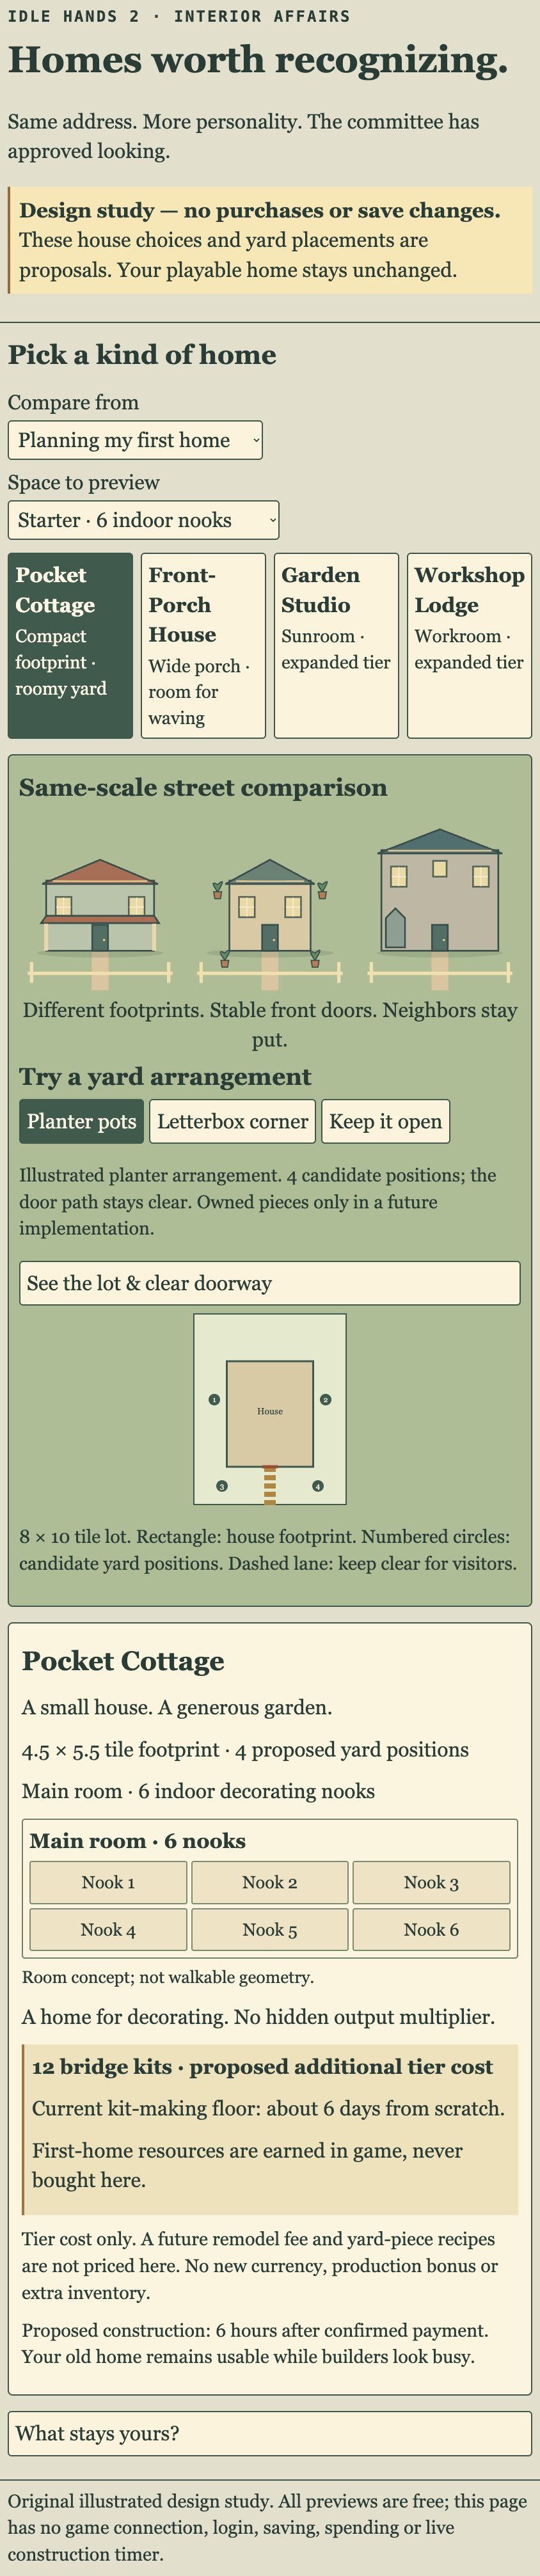 IDLE HANDS 2 · INTERIOR AFFAIRS
Homes worth recognizing.
Same address. More personality. The committee has
approved looking.
Design study — no purchases or save changes.
These house choices and yard placements are
proposals. Your playable home stays unchanged.
Pick a kind of home
Compare from
Planning my first home
Space to preview
Starter · 6 indoor nooks
Pocket
Cottage
Compact
footprint ·
roomy yard
Front-
Porch
House
Wide porch ·
room for
waving
Garden
Studio
Sunroom ·
expanded tier
Workshop
Lodge
Workroom ·
expanded tier
Same-scale street comparison
Different footprints. Stable front doors. Neighbors stay
put.
Try a yard arrangement
Planter pots
Letterbox corner
Keep it open
Illustrated planter arrangement. 4 candidate positions; the
door path stays clear. Owned pieces only in a future
implementation.
See the lot & clear doorway
1
2
House
3
4
8 × 10 tile lot. Rectangle: house footprint. Numbered circles:
candidate yard positions. Dashed lane: keep clear for visitors.
Pocket Cottage
A small house. A generous garden.
4.5 × 5.5 tile footprint · 4 proposed yard positions
Main room · 6 indoor decorating nooks
Main room · 6 nooks
Nook 1
Nook 2
Nook 3
Nook 4
Nook 5
Nook 6
Room concept; not walkable geometry.
A home for decorating. No hidden output multiplier.
12 bridge kits · proposed additional tier cost
Current kit-making floor: about 6 days from scratch.
First-home resources are earned in game, never
bought here.
Tier cost only. A future remodel fee and yard-piece recipes
are not priced here. No new currency, production bonus or
extra inventory.
Proposed construction: 6 hours after confirmed payment.
Your old home remains usable while builders look busy.
What stays yours?
Original illustrated design study. All previews are free; this page
has no game connection, login, saving, spending or live
construction timer.